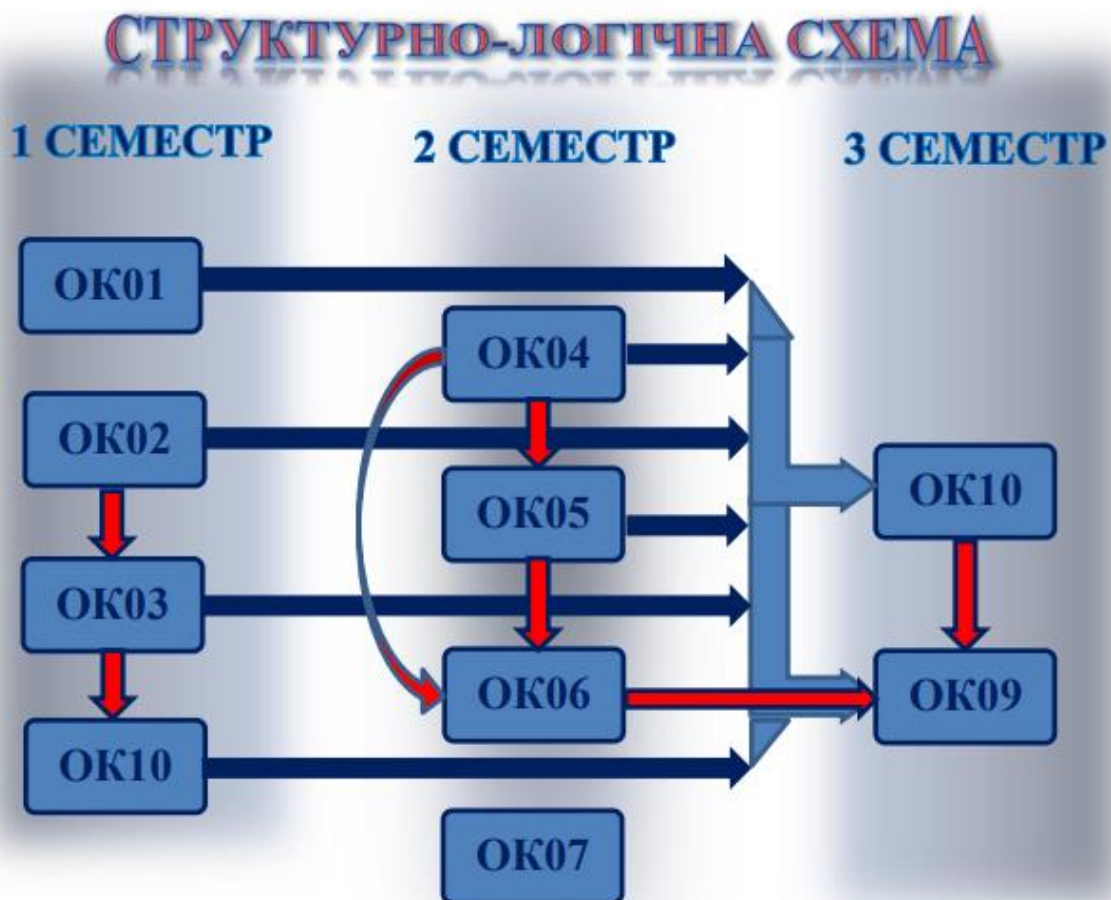 СТРУКТУРНО-ЛОГІЧНА СХЕМА
1 СЕМЕСТР 2 СЕМЕСТР 3 СЕМЕСТР
ОК01
ОК04
ОК02
ОК10
ОК05
ОК03
ОК06
ОК09
ОК10
ОК07